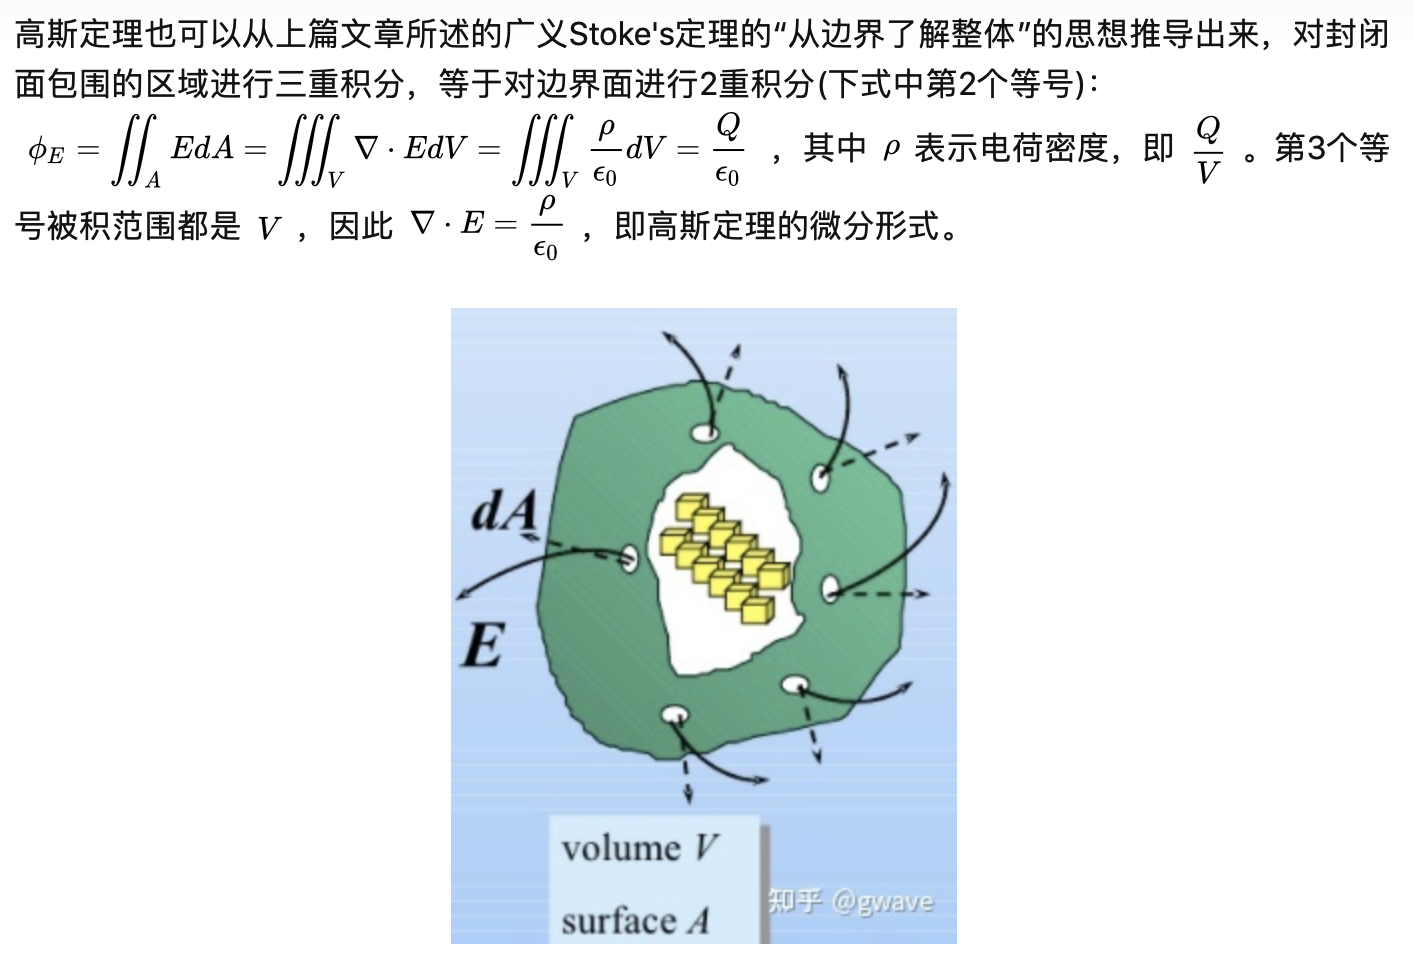 高斯定理也可以从上篇文章所述的广义Stoke's定理的“从边界了解整体”的思想推导出来，对封闭
面包围的区域进行三重积分，等于对边界面进行2重积分(下式中第2个等号)：
$\phi_E = \iint_A EdA = \iiint_V \nabla \cdot EdV = \iiint_V \frac{\rho}{\epsilon_0} dV = \frac{Q}{\epsilon_0}$ ，其中 $\rho$ 表示电荷密度，即 $\frac{Q}{V}$ 。第3个等
号被积范围都是 $V$ ，因此 $\nabla \cdot E = \frac{\rho}{\epsilon_0}$ ，即高斯定理的微分形式。
dA
E
volume V
surface A
知乎 @gwave